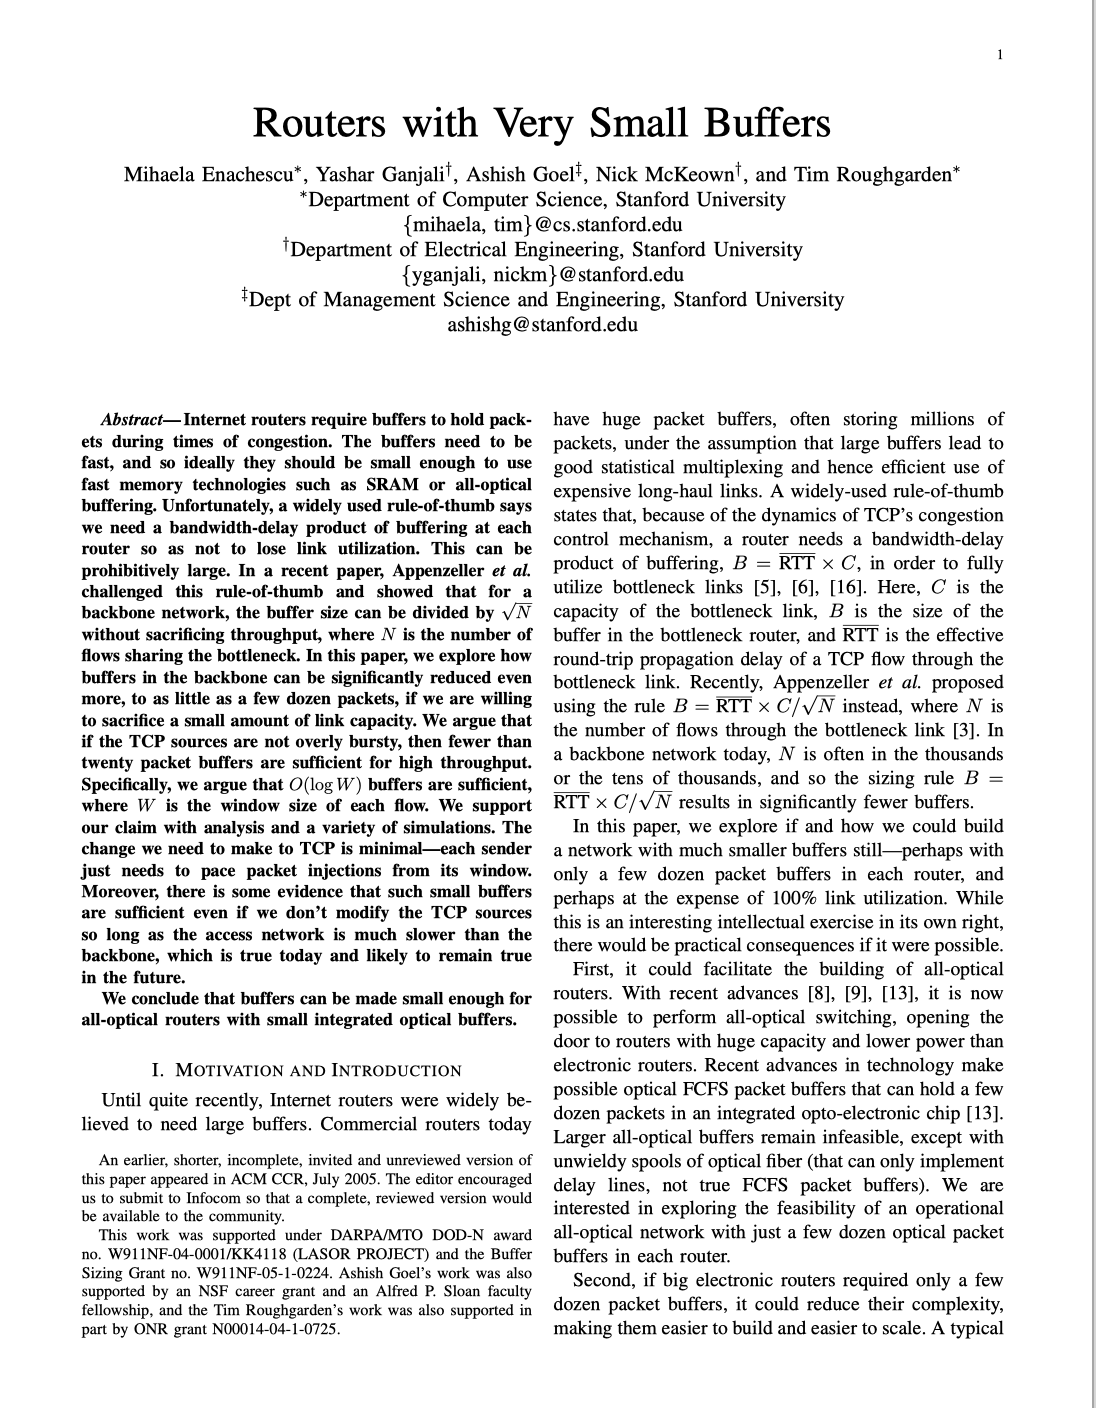 1
Routers with Very Small Buffers
Mihaela Enachescu*, Yashar Ganjali†, Ashish Goel‡, Nick McKeown†, and Tim Roughgarden*
*Department of Computer Science, Stanford University
{mihaela, tim}@cs.stanford.edu
†Department of Electrical Engineering, Stanford University
{yganjali, nickm}@stanford.edu
‡Dept of Management Science and Engineering, Stanford University
ashishg@stanford.edu
Abstract—Internet routers require buffers to hold pack-
ets during times of congestion. The buffers need to be
fast, and so ideally they should be small enough to use
fast memory technologies such as SRAM or all-optical
buffering. Unfortunately, a widely used rule-of-thumb says
we need a bandwidth-delay product of buffering at each
router so as not to lose link utilization. This can be
prohibitively large. In a recent paper, Appenzeller et al.
challenged this rule-of-thumb and showed that for a
backbone network, the buffer size can be divided by √N
without sacrificing throughput, where N is the number of
flows sharing the bottleneck. In this paper, we explore how
buffers in the backbone can be significantly reduced even
more, to as little as a few dozen packets, if we are willing
to sacrifice a small amount of link capacity. We argue that
if the TCP sources are not overly bursty, then fewer than
twenty packet buffers are sufficient for high throughput.
Specifically, we argue that O(log W) buffers are sufficient,
where W is the window size of each flow. We support
our claim with analysis and a variety of simulations. The
change we need to make to TCP is minimal—each sender
just needs to pace packet injections from its window.
Moreover, there is some evidence that such small buffers
are sufficient even if we don't modify the TCP sources
so long as the access network is much slower than the
backbone, which is true today and likely to remain true
in the future.
We conclude that buffers can be made small enough for
all-optical routers with small integrated optical buffers.
I. MOTIVATION AND INTRODUCTION
Until quite recently, Internet routers were widely be-
lieved to need large buffers. Commercial routers today
An earlier, shorter, incomplete, invited and unreviewed version of
this paper appeared in ACM CCR, July 2005. The editor encouraged
us to submit to Infocom so that a complete, reviewed version would
be available to the community.
This work was supported under DARPA/MTO DOD-N award
no. W911NF-04-0001/KK4118 (LASOR PROJECT) and the Buffer
Sizing Grant no. W911NF-05-1-0224. Ashish Goel's work was also
supported by an NSF career grant and an Alfred P. Sloan faculty
fellowship, and the Tim Roughgarden's work was also supported in
part by ONR grant N00014-04-1-0725.
have huge packet buffers, often storing millions of
packets, under the assumption that large buffers lead to
good statistical multiplexing and hence efficient use of
expensive long-haul links. A widely-used rule-of-thumb
states that, because of the dynamics of TCP's congestion
control mechanism, a router needs a bandwidth-delay
product of buffering, B = R̅T̅T̅ × C, in order to fully
utilize bottleneck links [5], [6], [16]. Here, C is the
capacity of the bottleneck link, B is the size of the
buffer in the bottleneck router, and R̅T̅T̅ is the effective
round-trip propagation delay of a TCP flow through the
bottleneck link. Recently, Appenzeller et al. proposed
using the rule B = R̅T̅T̅ × C/√N instead, where N is
the number of flows through the bottleneck link [3]. In
a backbone network today, N is often in the thousands
or the tens of thousands, and so the sizing rule B =
R̅T̅T̅ × C/√N results in significantly fewer buffers.
In this paper, we explore if and how we could build
a network with much smaller buffers still—perhaps with
only a few dozen packet buffers in each router, and
perhaps at the expense of 100% link utilization. While
this is an interesting intellectual exercise in its own right,
there would be practical consequences if it were possible.
First, it could facilitate the building of all-optical
routers. With recent advances [8], [9], [13], it is now
possible to perform all-optical switching, opening the
door to routers with huge capacity and lower power than
electronic routers. Recent advances in technology make
possible optical FCFS packet buffers that can hold a few
dozen packets in an integrated opto-electronic chip [13].
Larger all-optical buffers remain infeasible, except with
unwieldy spools of optical fiber (that can only implement
delay lines, not true FCFS packet buffers). We are
interested in exploring the feasibility of an operational
all-optical network with just a few dozen optical packet
buffers in each router.
Second, if big electronic routers required only a few
dozen packet buffers, it could reduce their complexity,
making them easier to build and easier to scale. A typical